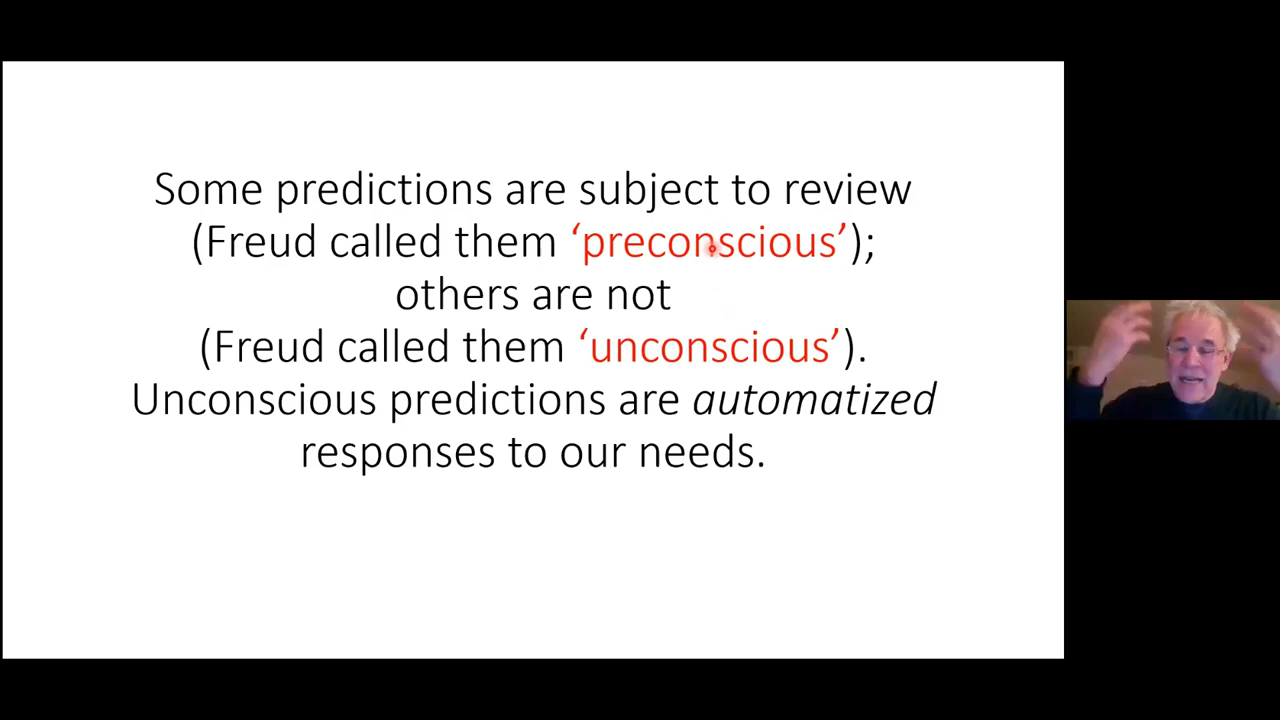 Some predictions are subject to review
(Freud called them ‘preconscious’);
others are not
(Freud called them ‘unconscious’).
Unconscious predictions are automatized
responses to our needs.